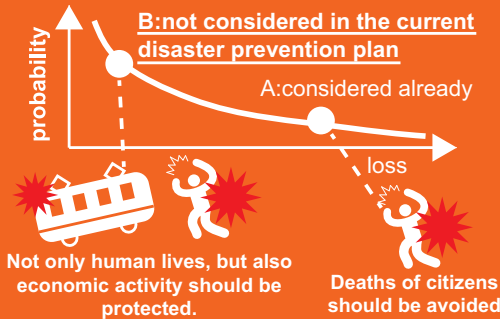 B:not considered in the current
disaster prevention plan
A:considered already
probability
loss
Not only human lives, but also
economic activity should be
protected.
Deaths of citizens
should be avoided